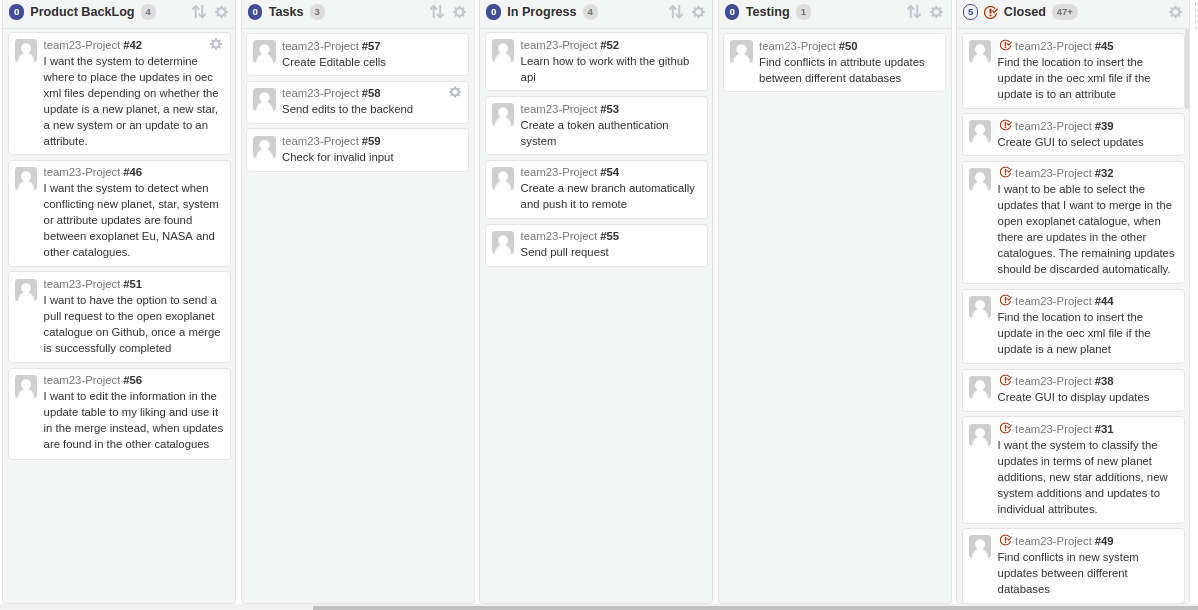 0 Product BackLog 4
team23-Project #42
I want the system to determine
where to place the updates in oec
xml files depending on whether the
update is a new planet, a new star,
a new system or an update to an
attribute.
team23-Project #46
I want the system to detect when
conflicting new planet, star, system
or attribute updates are found
between exoplanet Eu, NASA and
other catalogues.
team23-Project #51
I want to have the option to send a
pull request to the open exoplanet
catalogue on Github, once a merge
is successfully completed
team23-Project #56
I want to edit the information in the
update table to my liking and use it
in the merge instead, when updates
are found in the other catalogues
0 Tasks 3
team23-Project #57
Create Editable cells
team23-Project #58
Send edits to the backend
team23-Project #59
Check for invalid input
0 In Progress 4
team23-Project #52
Learn how to work with the github
api
team23-Project #53
Create a token authentication
system
team23-Project #54
Create a new branch automatically
and push it to remote
team23-Project #55
Send pull request
0 Testing 1
team23-Project #50
Find conflicts in attribute updates
between different databases
5 Closed 47+
team23-Project #45
Find the location to insert the
update in the oec xml file if the
update is to an attribute
team23-Project #39
Create GUI to select updates
team23-Project #32
I want to be able to select the
updates that I want to merge in the
open exoplanet catalogue, when
there are updates in the other
catalogues. The remaining updates
should be discarded automatically.
team23-Project #44
Find the location to insert the
update in the oec xml file if the
update is a new planet
team23-Project #38
Create GUI to display updates
team23-Project #31
I want the system to classify the
updates in terms of new planet
additions, new star additions, new
system additions and updates to
individual attributes.
team23-Project #49
Find conflicts in new system
updates between different
databases